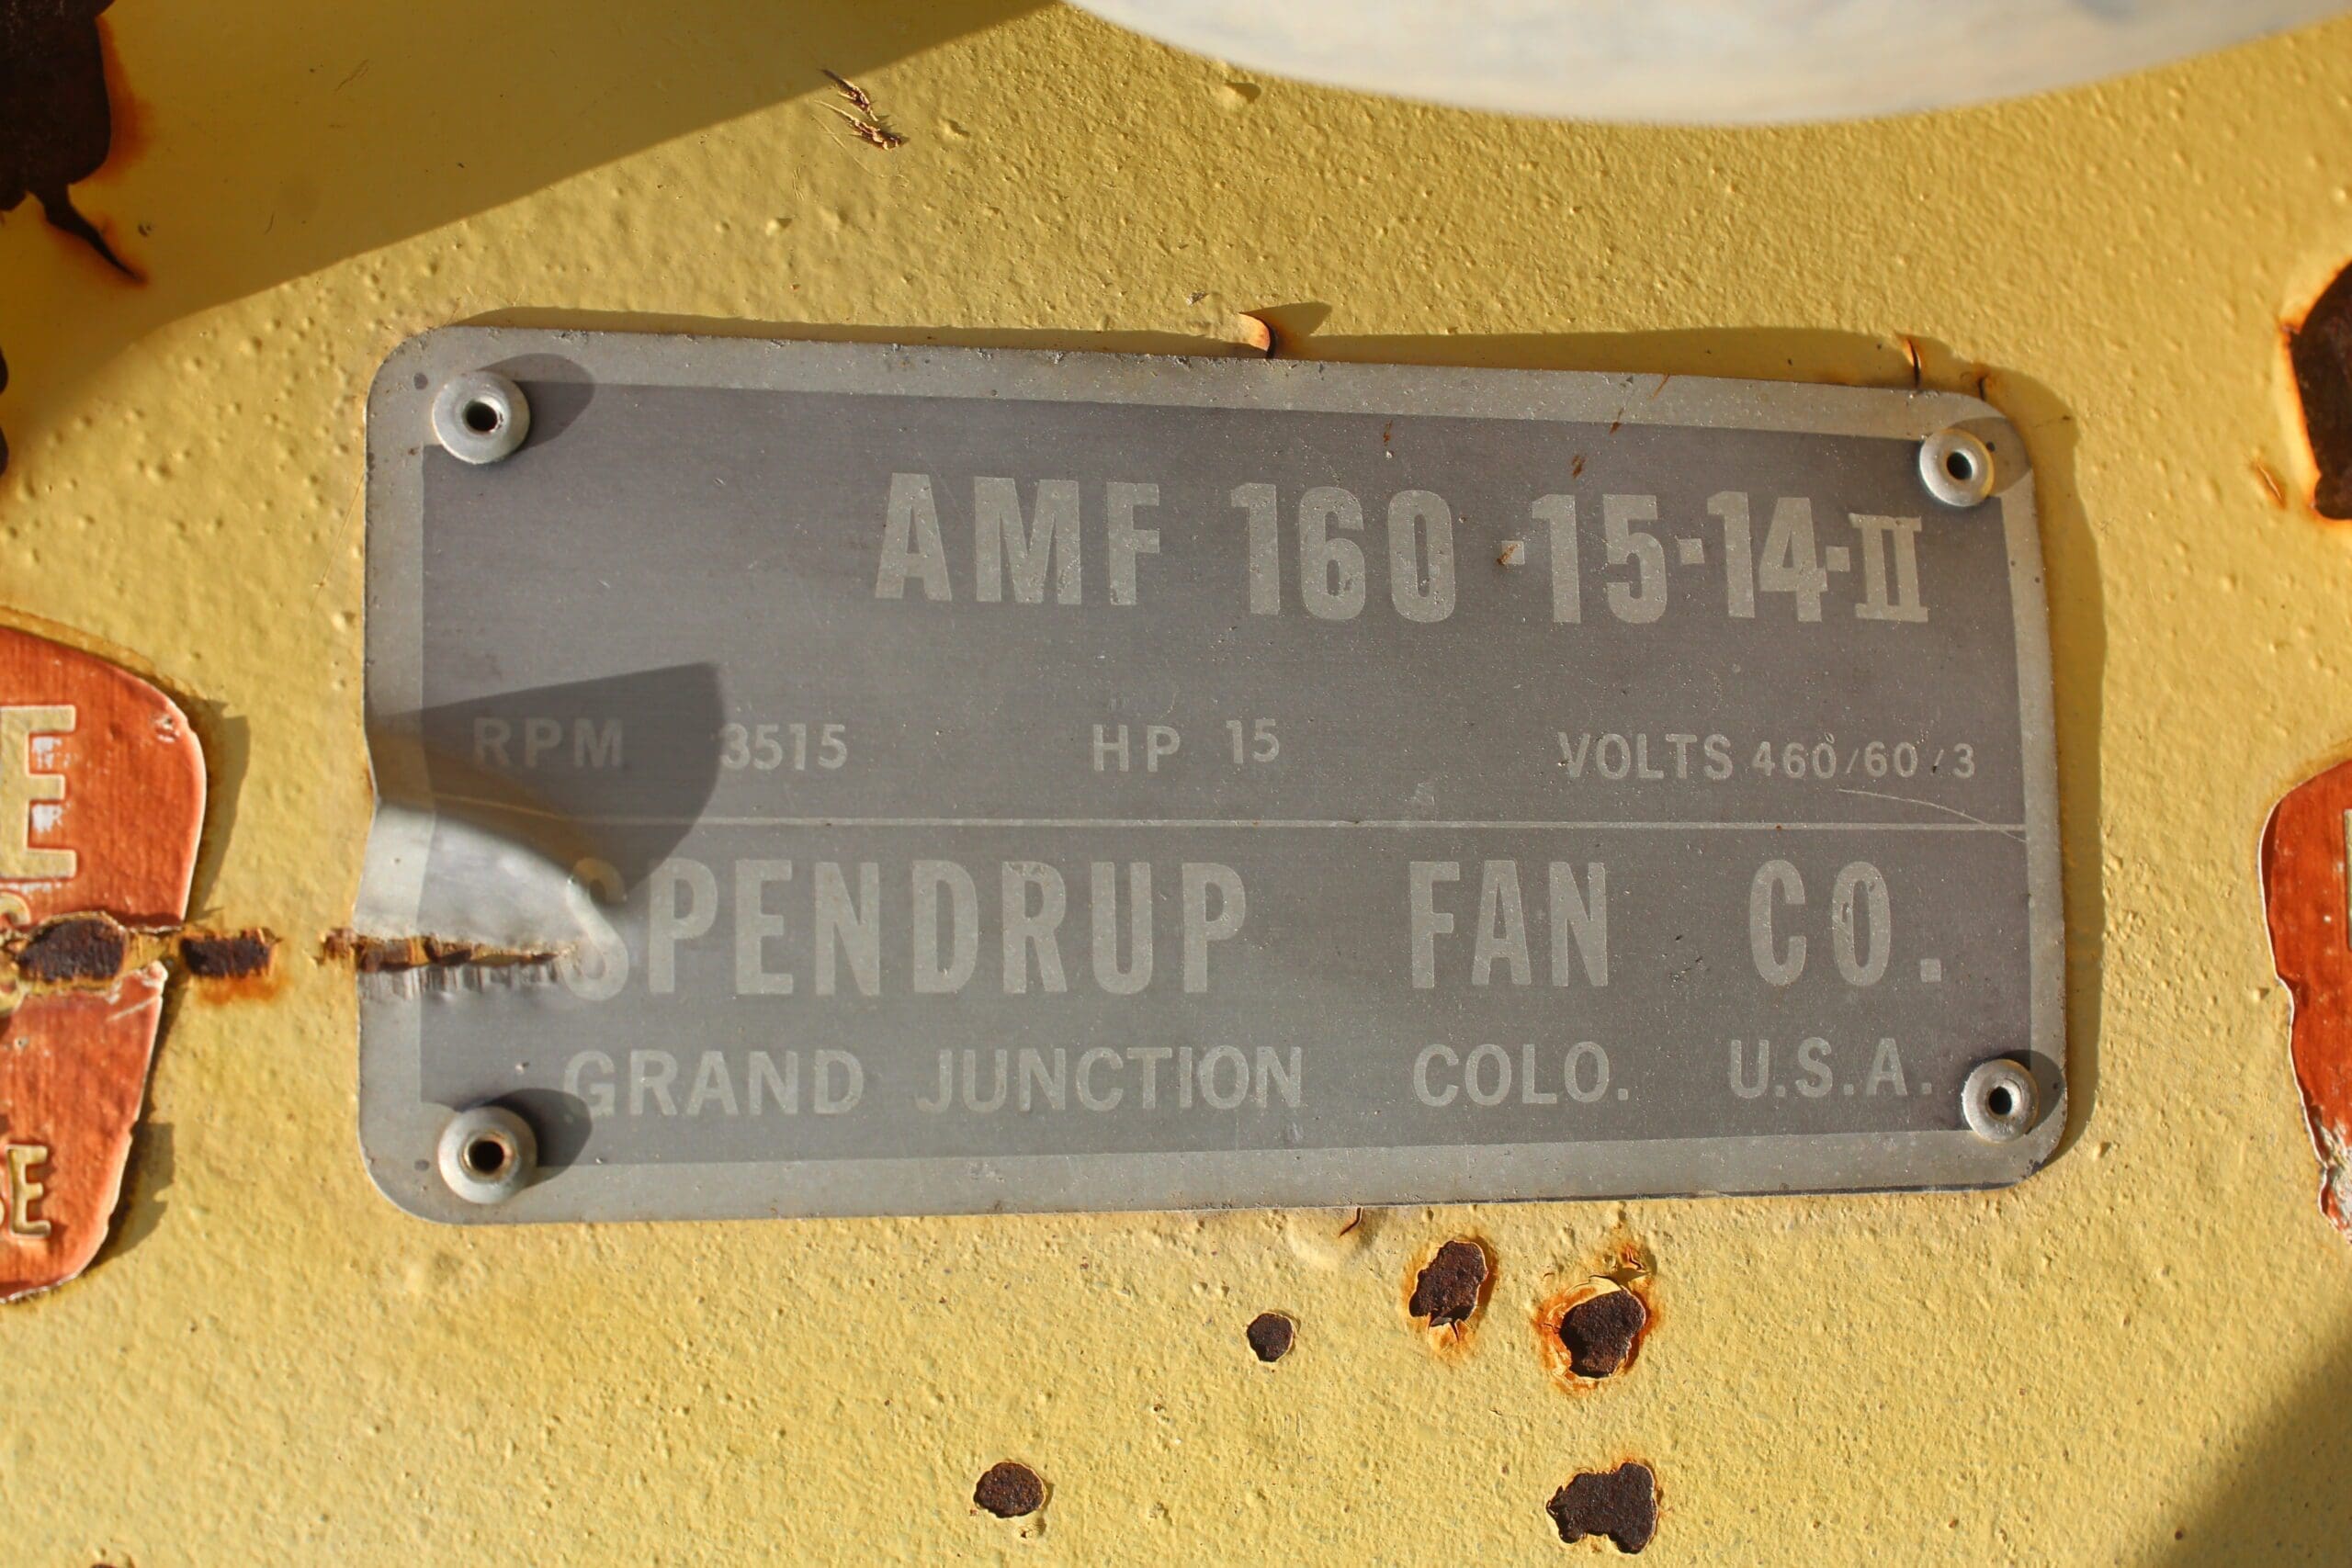 AMF 160-15-14-II
RPM 3515 HP 15 VOLTS 460/60/3
SPENDRUP FAN CO.
GRAND JUNCTION COLO. U.S.A.